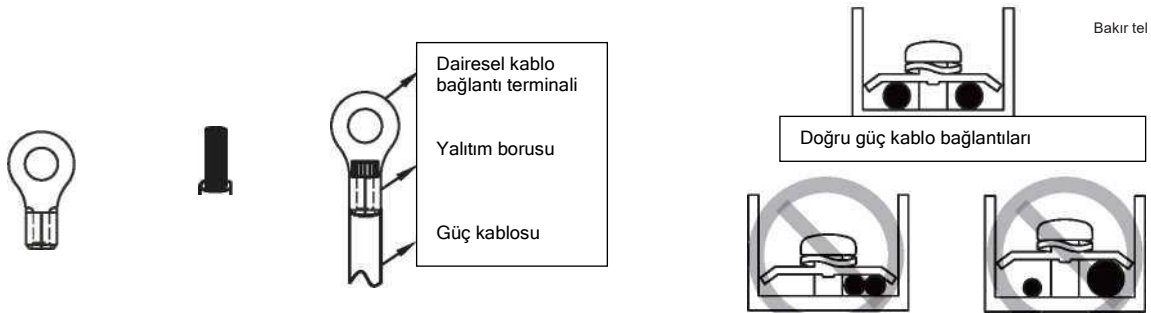 Dairesel kablo
bağlantı terminali
Yalıtım borusu
Güç kablosu
Bakır tel
Doğru güç kablo bağlantıları